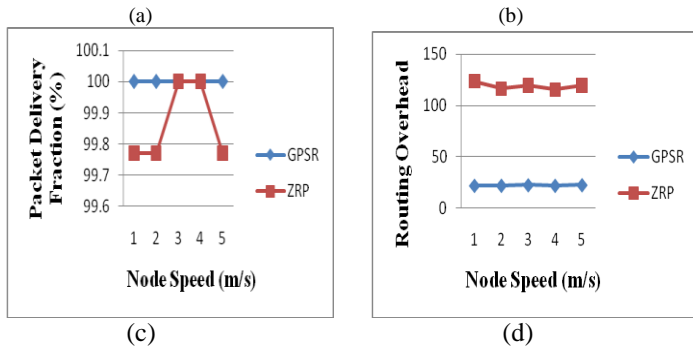 (a)
(b)
100.1
100
99.9
99.8
99.7
99.6
Packet Delivery
Fraction (%)
GPSR
ZRP
1 2 3 4 5
Node Speed (m/s)
150
100
50
0
Routing Overhead
GPSR
ZRP
1 2 3 4 5
Node Speed (m/s)
(c)
(d)